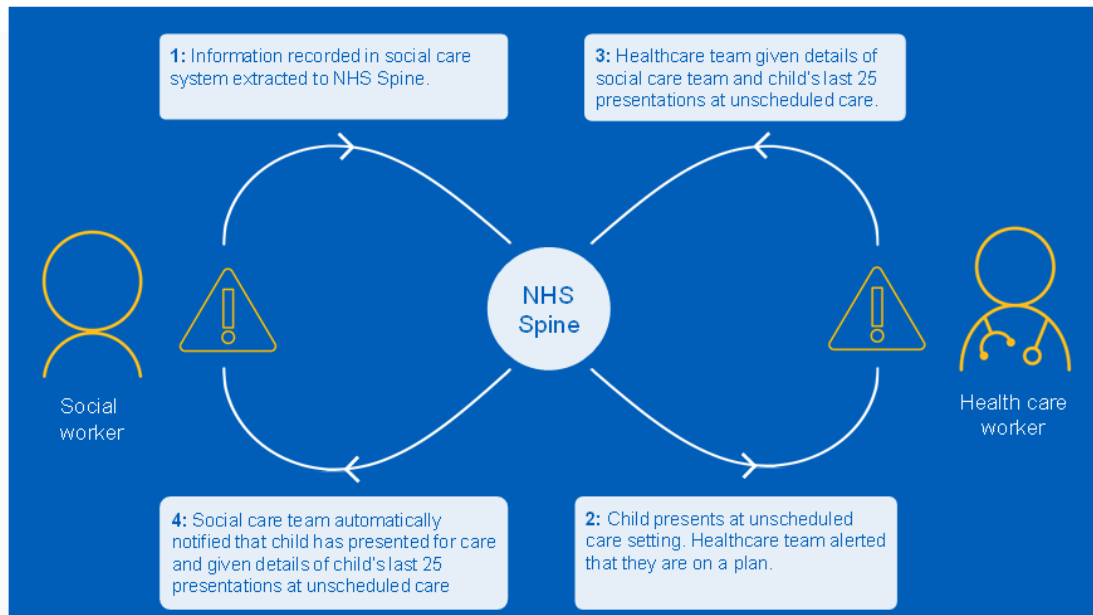 1: Information recorded in social care
system extracted to NHS Spine.
3: Healthcare team given details of
social care team and child's last 25
presentations at unscheduled care.
NHS
Spine
Social
worker
Health care
worker
4: Social care team automatically
notified that child has presented for care
and given details of child's last 25
presentations at unscheduled care
2: Child presents at unscheduled
care setting. Healthcare team alerted
that they are on a plan.